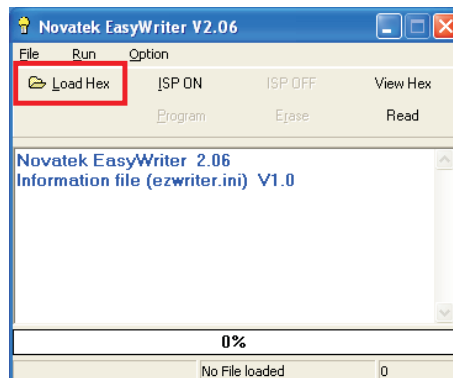 Novatek EasyWriter V2.06
File Run Option
Load Hex ISP ON ISP OFF View Hex
Program Erase Read
Novatek EasyWriter 2.06
Information file (ezwriter.ini) V1.0
0%
No File loaded 0